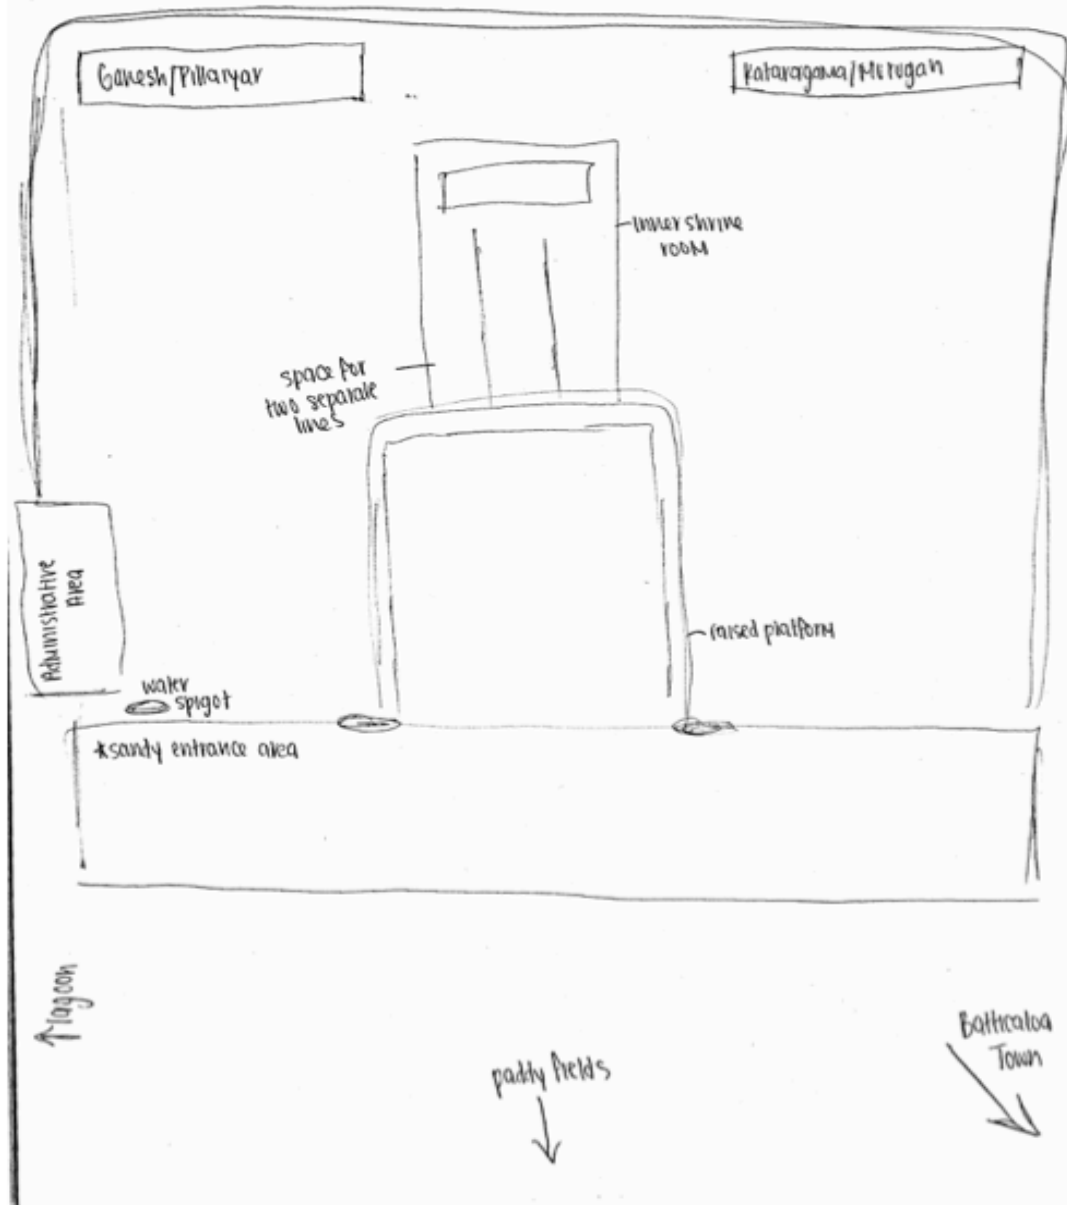 Ganesh/Pillaiyar
Kataragama/Murugan
inner shrine
room
space for
two separate
lines
Administrative
Area
raised platform
water
spigot
*sandy entrance area
↑lagoon
Batticaloa
Town
paddy fields